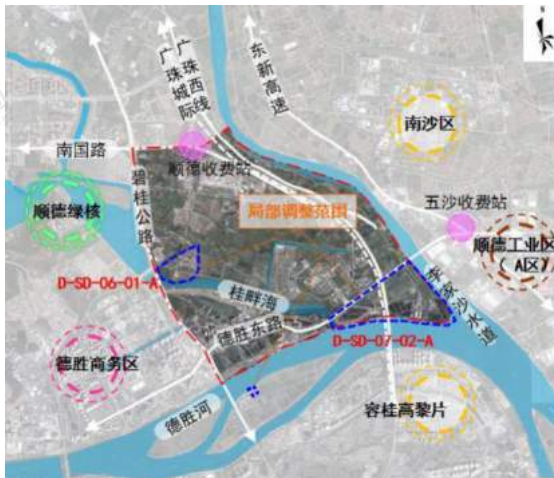 N
广珠城际
广珠西线
东新高速
南沙区
南国路
顺德收费站
碧桂公路
五沙收费站
顺德绿核
局部调整范围
顺德工业区
（A区）
D-SD-06-01-A
桂畔海
李家沙水道
德胜东路
D-SD-07-02-A
德胜商务区
容桂高黎片
德胜河